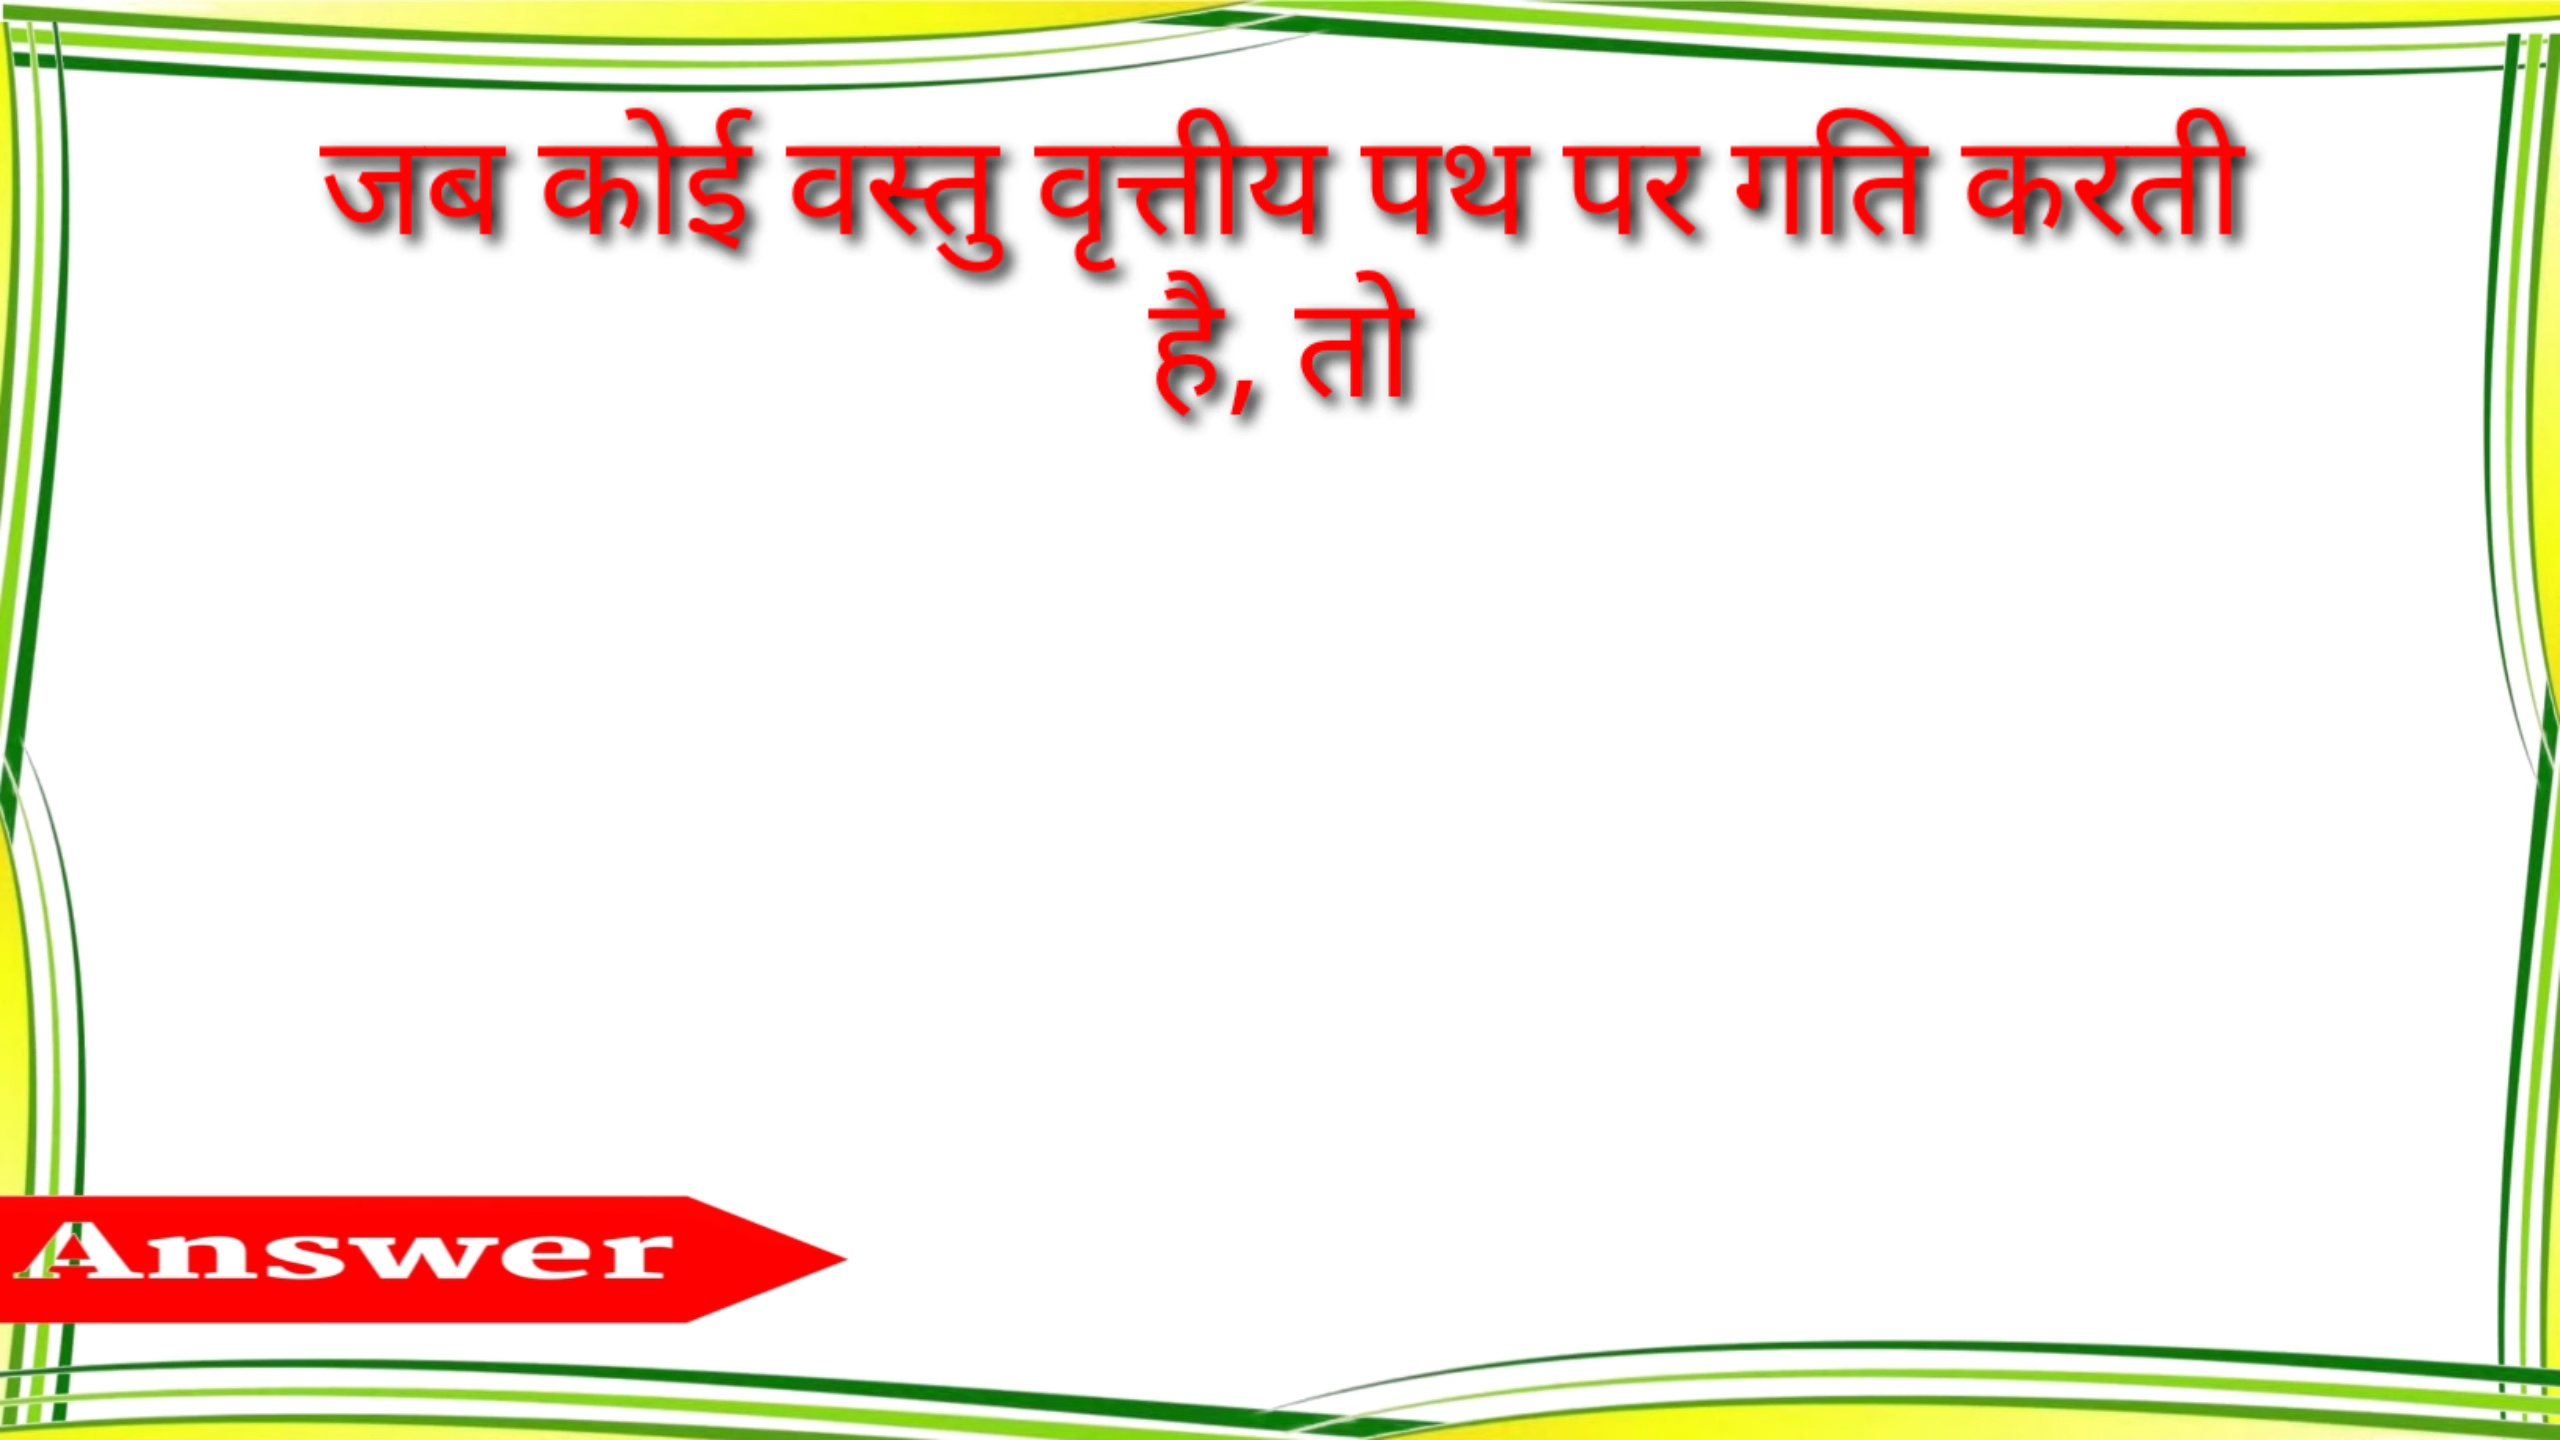 जब कोई वस्तु वृत्तीय पथ पर गति करती
है, तो
Answer